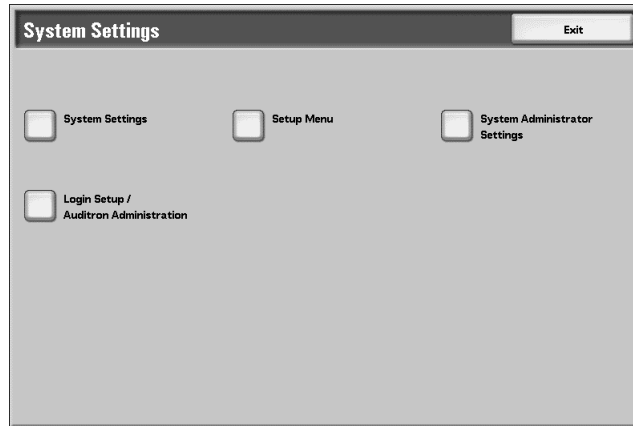 System Settings
Exit
System Settings
Setup Menu
System Administrator
Settings
Login Setup /
Auditron Administration